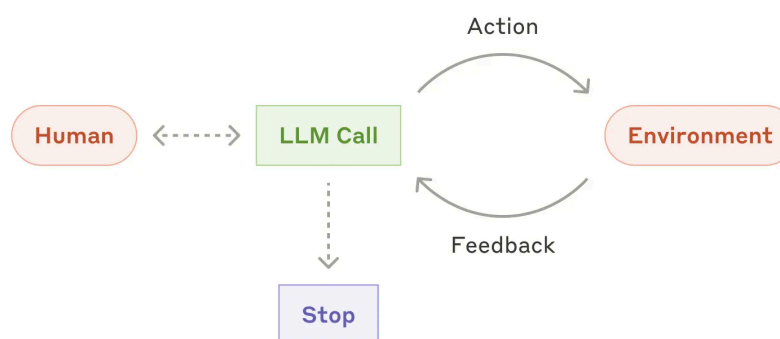 Action
Human
LLM Call
Environment
Feedback
Stop